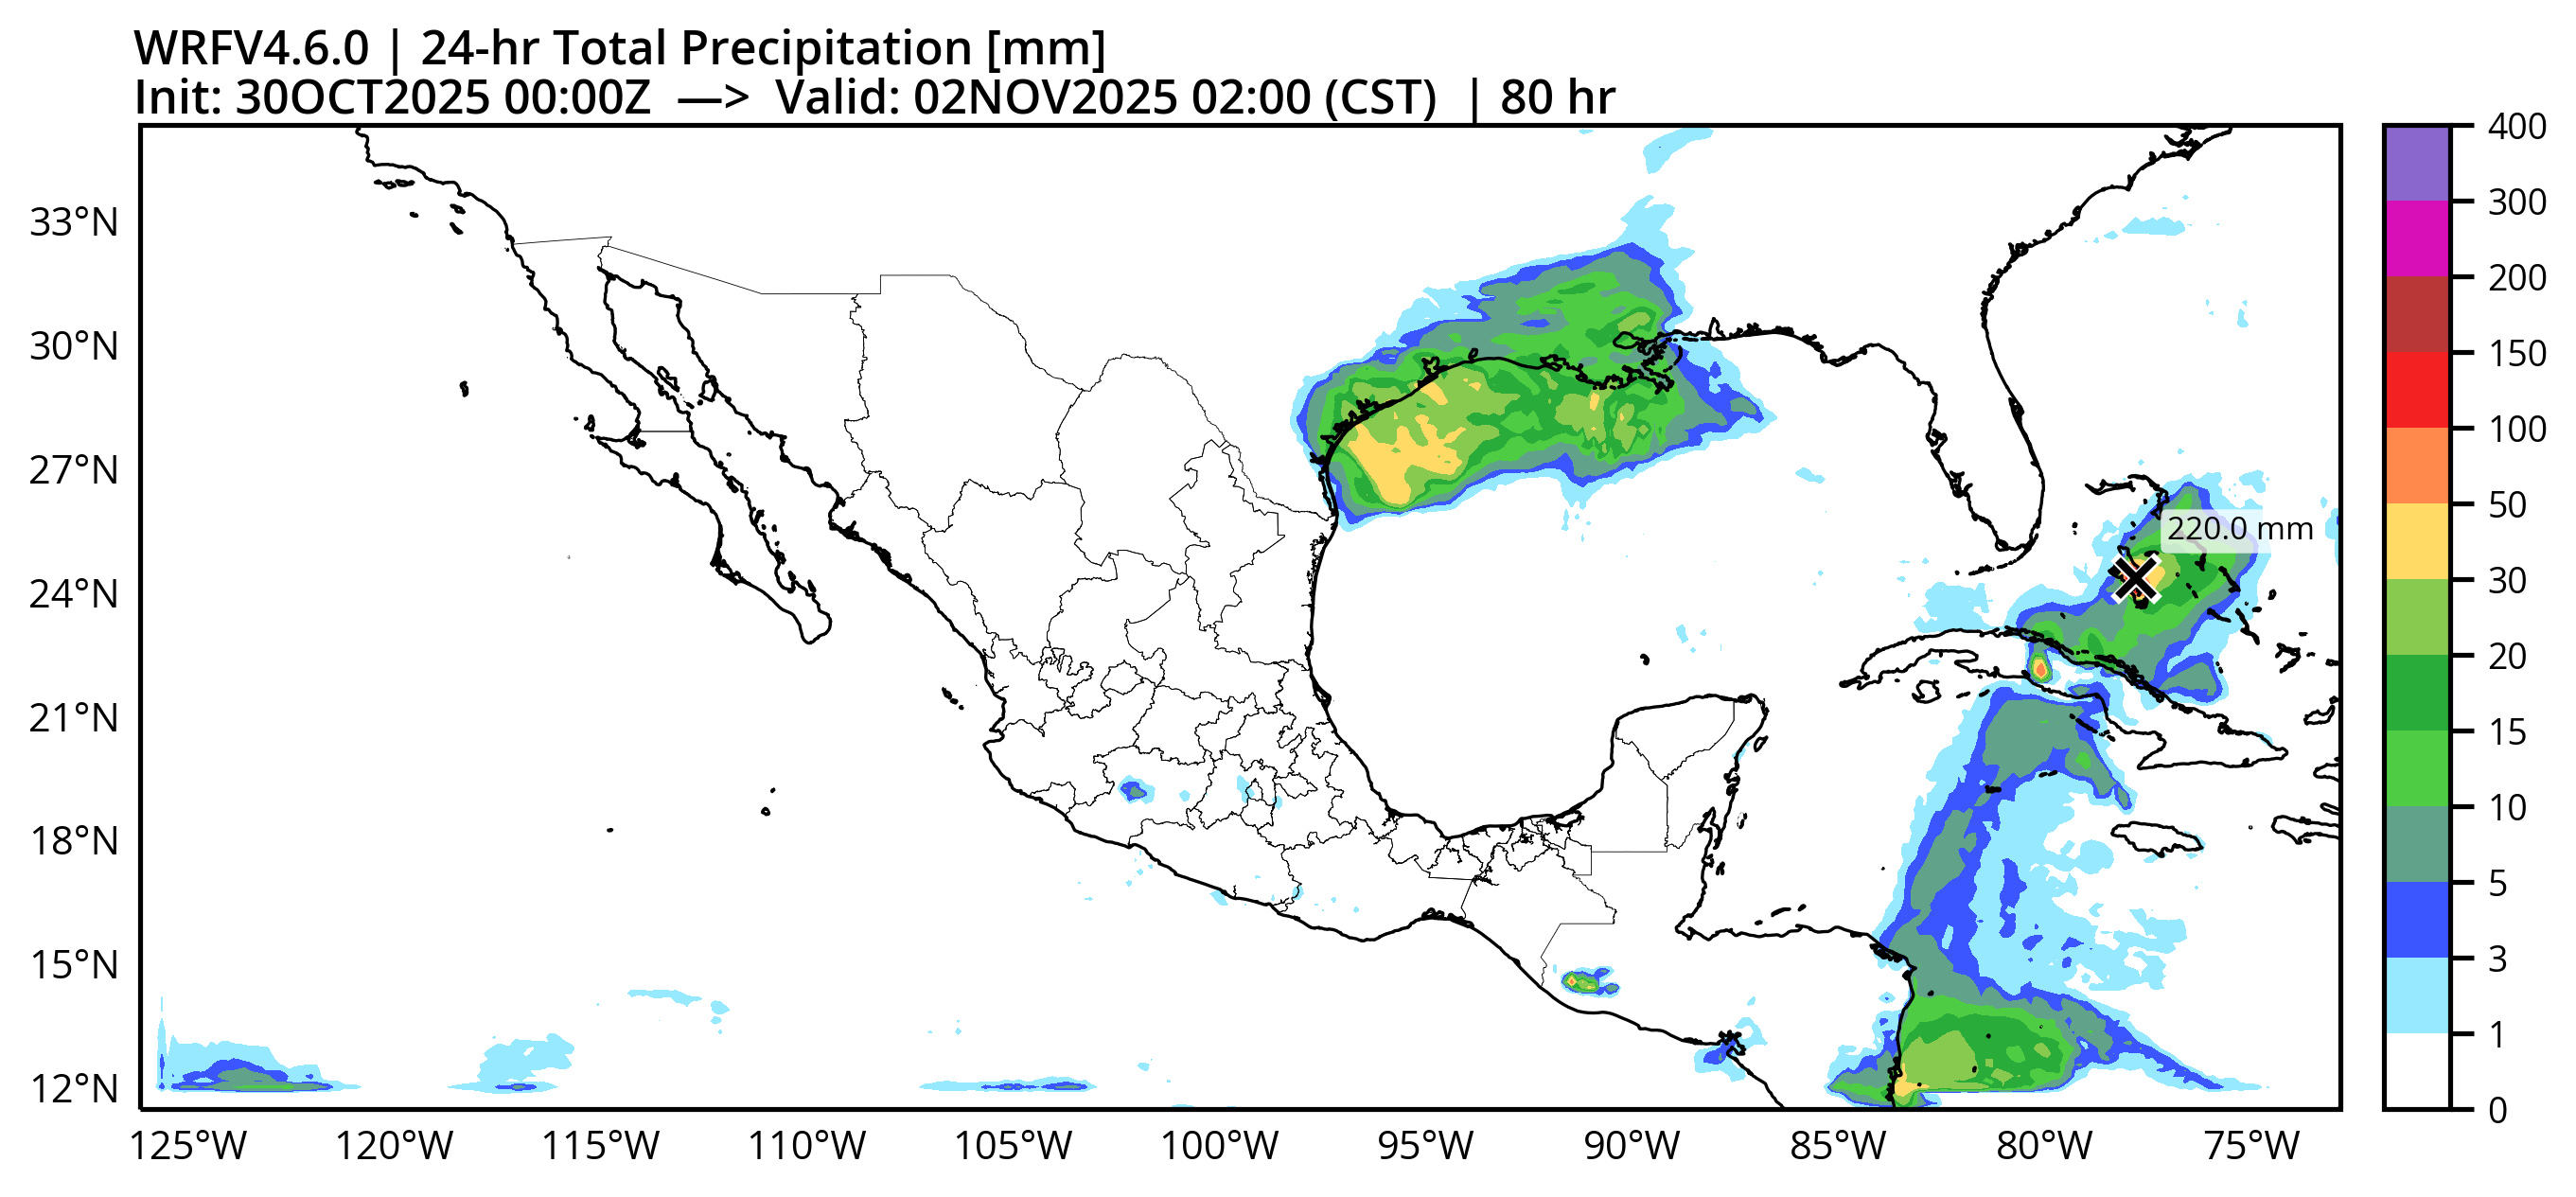 WRFV4.6.0 | 24-hr Total Precipitation [mm]
Init: 30OCT2025 00:00Z —> Valid: 02NOV2025 02:00 (CST) | 80 hr
33°N
30°N
27°N
24°N
21°N
18°N
15°N
12°N
125°W
120°W
115°W
110°W
105°W
100°W
95°W
90°W
85°W
80°W
75°W
220.0 mm
400
300
200
150
100
50
30
20
15
10
5
3
1
0